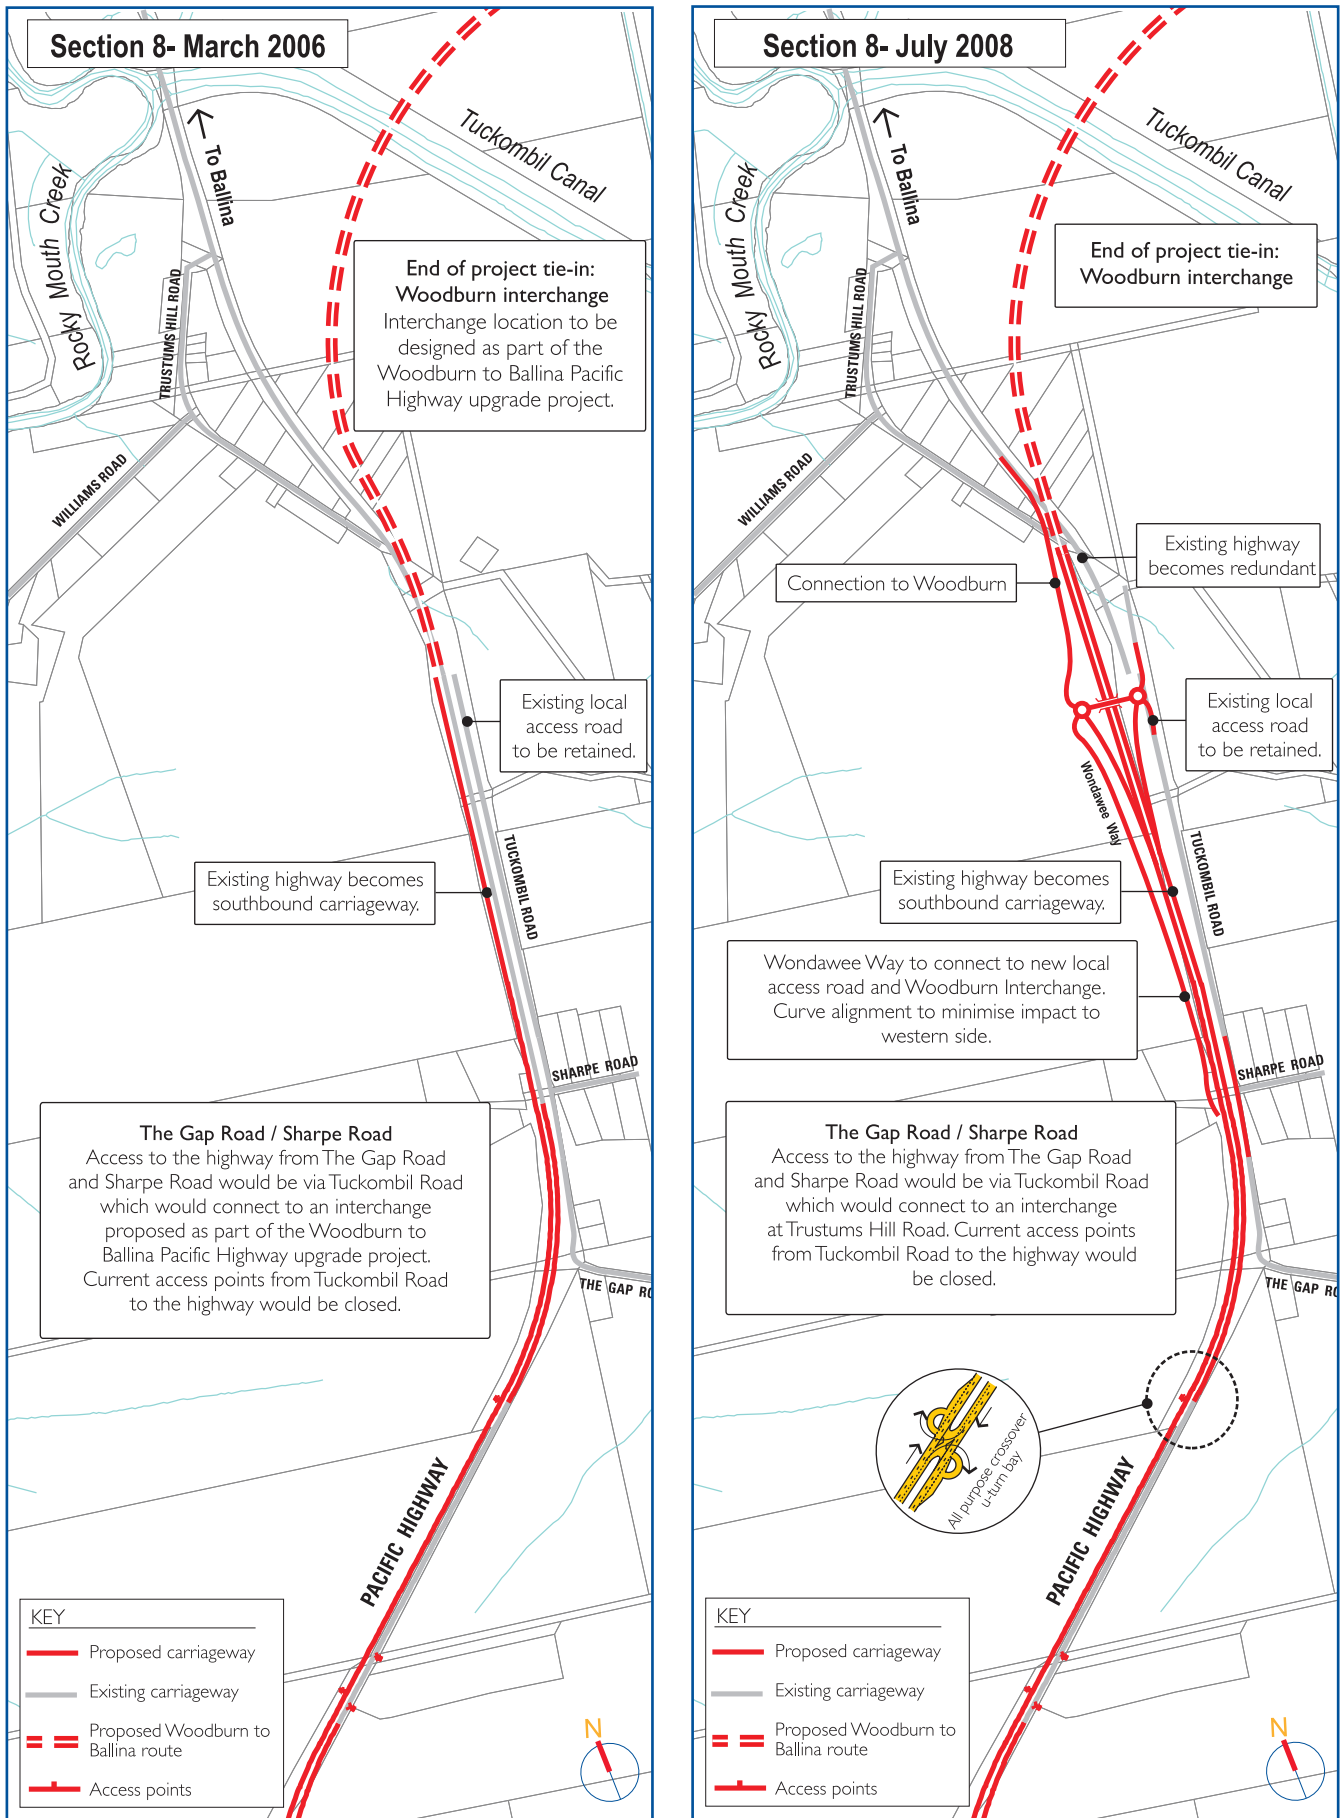 Section 8- March 2006
To Ballina
Tuckombil Canal
Rocky Mouth Creek
TRUSTUMS HILL ROAD
WILLIAMS ROAD
End of project tie-in:
Woodburn interchange
Interchange location to be
designed as part of the
Woodburn to Ballina Pacific
Highway upgrade project.
Existing local
access road
to be retained.
TUCKOMBIL ROAD
Existing highway becomes
southbound carriageway.
SHARPE ROAD
The Gap Road / Sharpe Road
Access to the highway from The Gap Road
and Sharpe Road would be via Tuckombil Road
which would connect to an interchange
proposed as part of the Woodburn to
Ballina Pacific Highway upgrade project.
Current access points from Tuckombil Road
to the highway would be closed.
THE GAP RO
PACIFIC HIGHWAY
KEY
Proposed carriageway
Existing carriageway
Proposed Woodburn to
Ballina route
Access points
N
Section 8- July 2008
To Ballina
Tuckombil Canal
Rocky Mouth Creek
TRUSTUMS HILL ROAD
WILLIAMS ROAD
End of project tie-in:
Woodburn interchange
Existing highway
becomes redundant
Connection to Woodburn
Existing local
access road
to be retained.
Wondawee Way
TUCKOMBIL ROAD
Existing highway becomes
southbound carriageway.
Wondawee Way to connect to new local
access road and Woodburn Interchange.
Curve alignment to minimise impact to
western side.
SHARPE ROAD
The Gap Road / Sharpe Road
Access to the highway from The Gap Road
and Sharpe Road would be via Tuckombil Road
which would connect to an interchange
at Trustums Hill Road. Current access points
from Tuckombil Road to the highway would
be closed.
THE GAP RO
All purpose crossover
u-turn bay
PACIFIC HIGHWAY
KEY
Proposed carriageway
Existing carriageway
Proposed Woodburn to
Ballina route
Access points
N